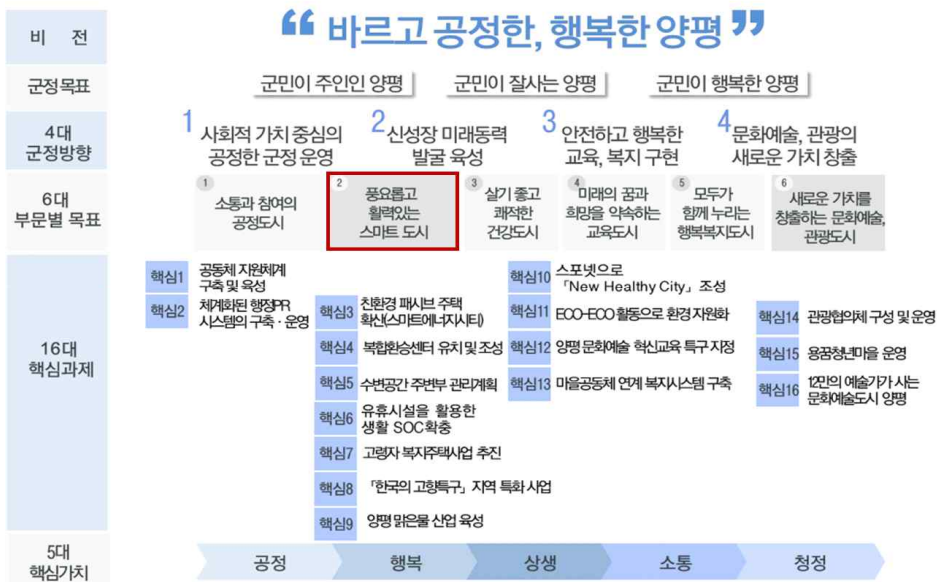 비 전
“ 바르고 공정한, 행복한 양평 ”
군정목표
군민이 주인인 양평
군민이 잘사는 양평
군민이 행복한 양평
4대
군정방향
1 사회적 가치 중심의
공정한 군정 운영
2 신성장 미래동력
발굴 육성
3 안전하고 행복한
교육, 복지 구현
4 문화예술, 관광의
새로운 가치 창출
6대
부문별 목표
1
소통과 참여의
공정도시
2
풍요롭고
활력있는
스마트 도시
3
살기 좋고
쾌적한
건강도시
4
미래의 꿈과
희망을 약속하는
교육도시
5
모두가
함께 누리는
행복복지도시
6
새로운 가치를
창출하는 문화예술,
관광도시
16대
핵심과제
핵심1 공동체 지원체계
구축 및 육성
핵심2 체계화된 행정PR
시스템의 구축·운영
핵심3 친환경 패시브 주택
확산(스마트에너지시티)
핵심4 복합환승센터 유치 및 조성
핵심5 수변공간 주변부 관리계획
핵심6 유휴시설을 활용한
생활 SOC확충
핵심7 고령자 복지주택사업 추진
핵심8 「한국의 고향특구」 지역 특화 사업
핵심9 양평 맑은물 산업 육성
핵심10 스포넷으로
「New Healthy City」 조성
핵심11 ECO-ECO 활동으로 환경 자원화
핵심12 양평 문화예술 혁신교육 특구 지정
핵심13 마을공동체 연계 복지시스템 구축
핵심14 관광협의체 구성 및 운영
핵심15 용꿈청년마을 운영
핵심16 12만의 예술가가 사는
문화예술도시 양평
5대
핵심가치
공정
행복
상생
소통
청정